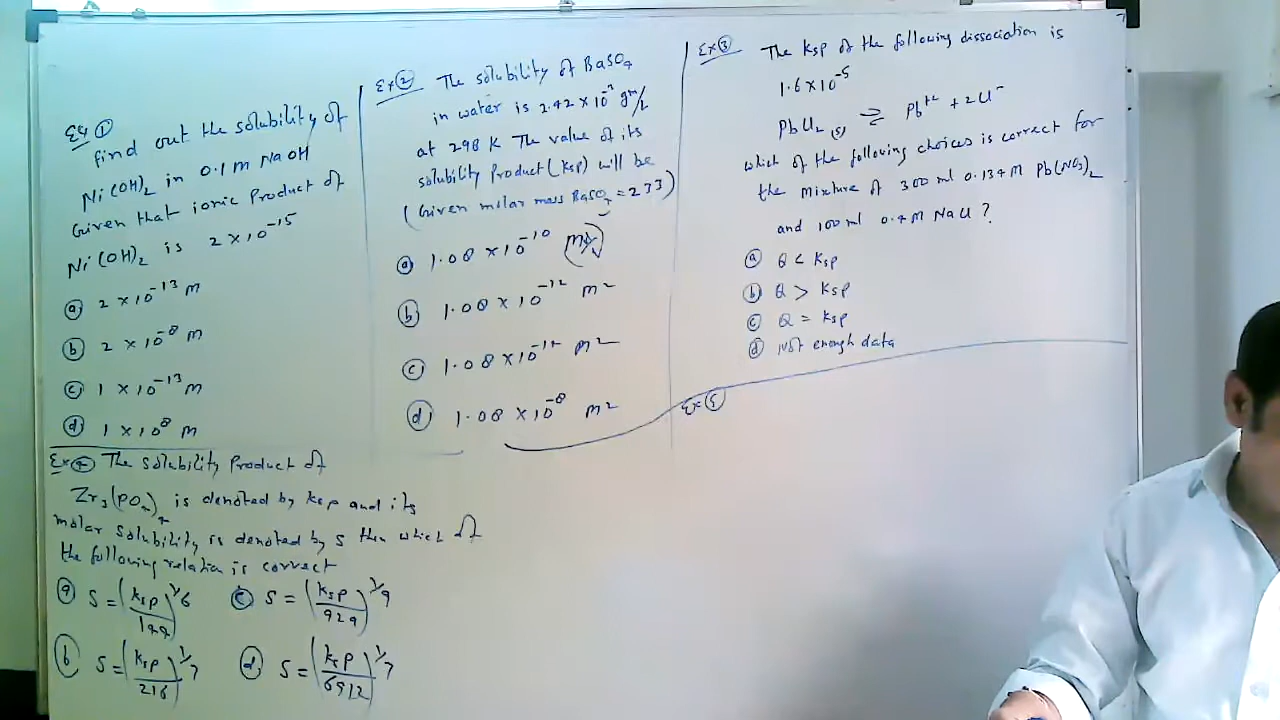 Ex ①
find out the solubility of
Ni(OH)₂ in 0.1 m NaOH
Given that ionic Product of
Ni(OH)₂ is 2 × 10⁻¹⁵
ⓐ 2 × 10⁻¹³ m
ⓑ 2 × 10⁻⁸ m
ⓒ 1 × 10⁻¹³ m
ⓓ 1 × 10⁸ m
Ex ② The solubility of BaSO₄
in water is 2.42 × 10⁻³ gm/L
at 298 K The value of its
solubility Product (Ksp) will be
(Given molar mass BaSO₄ = 233)
ⓐ 1.08 × 10⁻¹⁰
ⓑ 1.08 × 10⁻¹² m²
ⓒ 1.08 × 10⁻¹⁴ m²
ⓓ 1.08 × 10⁻⁸ m²
Ex ③ The Ksp of the following dissociation is
1.6 × 10⁻⁵
PbCl₂ (s) ⇌ Pb⁺² + 2Cl⁻
which of the following choices is correct for
the mixture of 300 ml 0.134 M Pb(NO₃)₂
and 100 ml 0.4 M NaCl ?
ⓐ Q < Ksp
ⓑ Q > Ksp
ⓒ Q = Ksp
ⓓ Not enough data
Ex ④ The solubility Product of
Zr₃(PO₄)₄ is denoted by Ksp and its
molar solubility is denoted by S then which of
the following relation is correct
ⓐ S = (Ksp/144)^1/6 ⓒ S = (Ksp/929)^1/9
ⓑ S = (Ksp/216)^1/7 ⓓ S = (Ksp/6912)^1/7
Ex ⑤